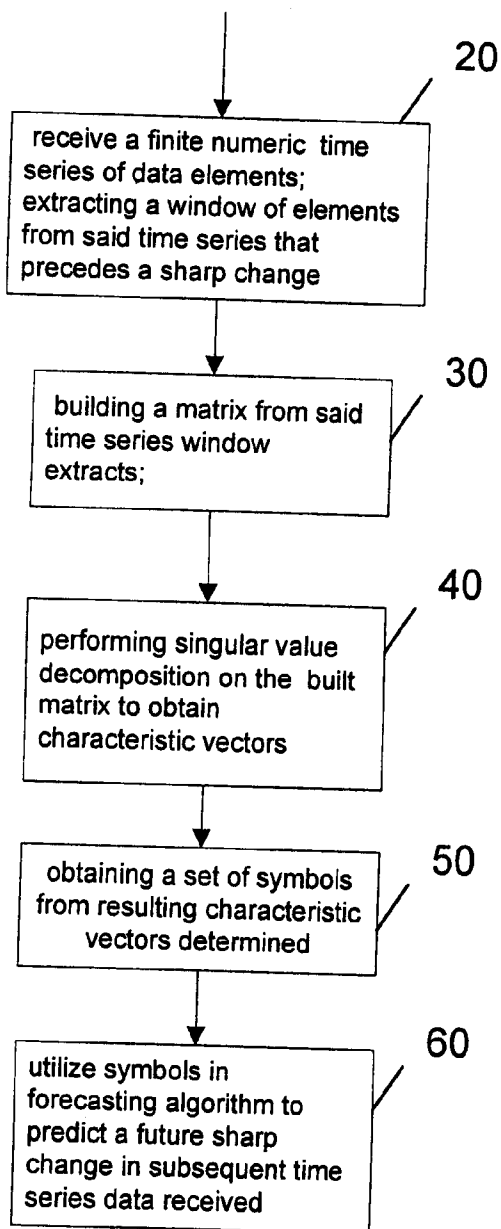 20
receive a finite numeric time
series of data elements;
extracting a window of elements
from said time series that
precedes a sharp change
30
building a matrix from said
time series window
extracts;
40
performing singular value
decomposition on the built
matrix to obtain
characteristic vectors
50
obtaining a set of symbols
from resulting characteristic
vectors determined
60
utilize symbols in
forecasting algorithm to
predict a future sharp
change in subsequent time
series data received